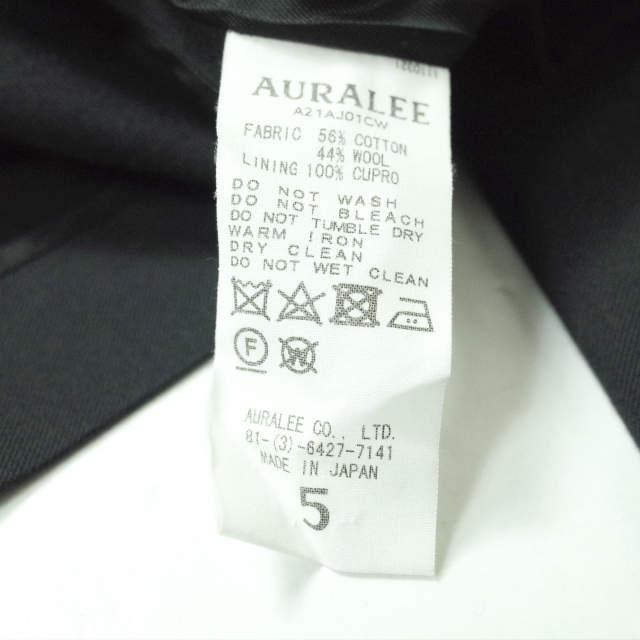 AURALEE
A21AJ01CW
FABRIC 56% COTTON
44% WOOL
LINING 100% CUPRO
DO NOT WASH
DO NOT BLEACH
DO NOT TUMBLE DRY
WARM IRON
DRY CLEAN
DO NOT WET CLEAN
F W
AURALEE CO., LTD.
81-(3)-6427-7141
MADE IN JAPAN
5